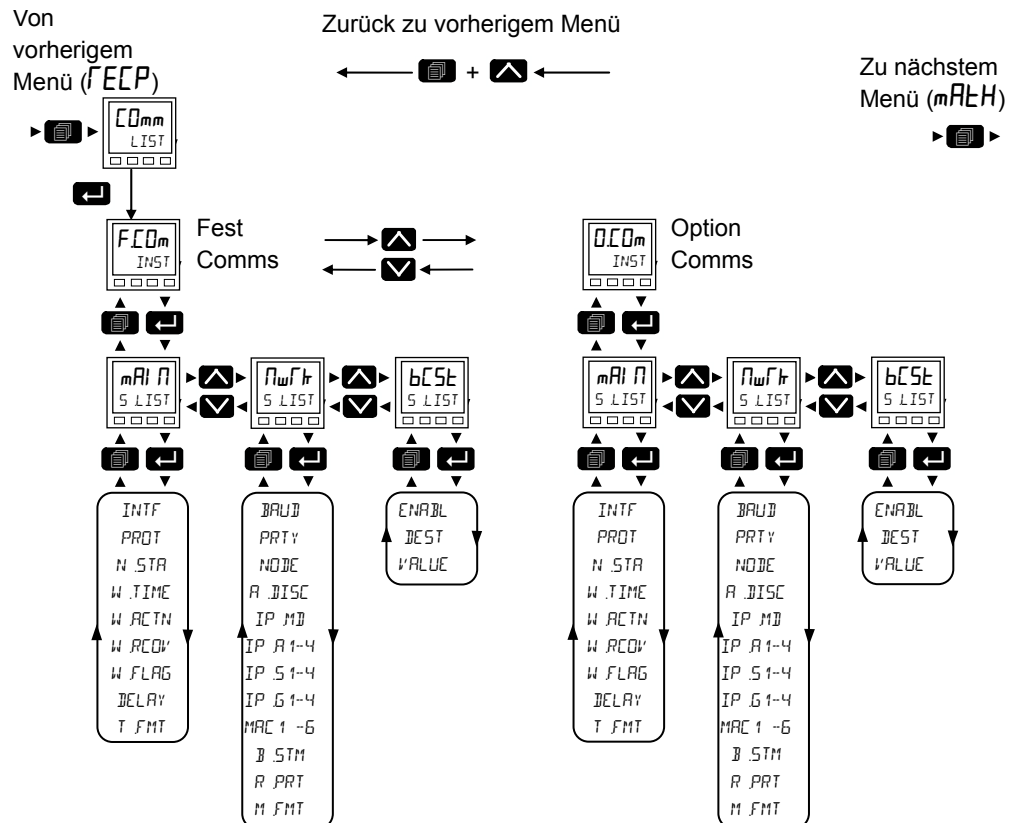 Von
vorherigem
Menü (rECP)
Zurück zu vorherigem Menü
+
Zu nächstem
Menü (mAtH)
COmm
LIST
F.COm
INST
Fest
Comms
O.COm
INST
Option
Comms
mAIn
S.LIST
nwrk
S.LIST
bCSt
S.LIST
mAIn
S.LIST
nwrk
S.LIST
bCSt
S.LIST
INTF
PROT
N.STA
W.TIME
W.ACTN
W.RCOV
W.FLAG
DELAY
T.FMT
BAUD
PRTY
NODE
A.DISC
IP.MD
IP.A1-4
IP.S1-4
IP.G1-4
MAC1-6
B.STM
R.PRT
M.FMT
ENABL
DEST
VALUE
INTF
PROT
N.STA
W.TIME
W.ACTN
W.RCOV
W.FLAG
DELAY
T.FMT
BAUD
PRTY
NODE
A.DISC
IP.MD
IP.A1-4
IP.S1-4
IP.G1-4
MAC1-6
B.STM
R.PRT
M.FMT
ENABL
DEST
VALUE